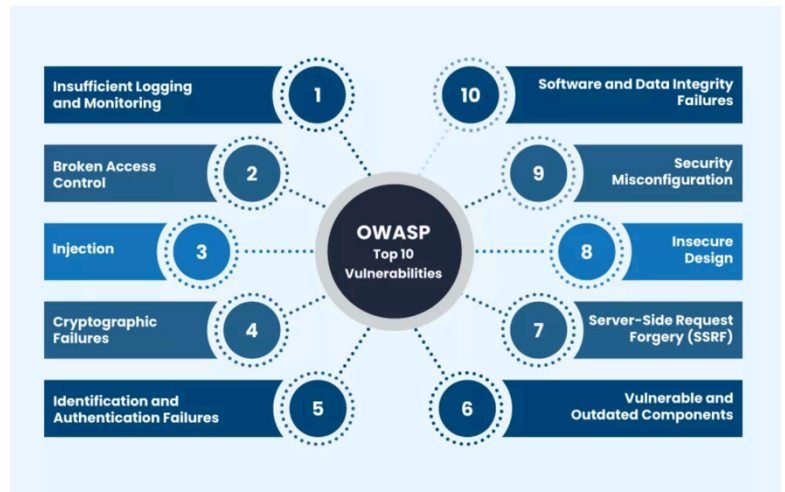 Insufficient Logging
and Monitoring
1
Broken Access
Control
2
Injection
3
Cryptographic
Failures
4
Identification and
Authentication Failures
5
OWASP
Top 10
Vulnerabilities
10
Software and Data Integrity
Failures
9
Security
Misconfiguration
8
Insecure
Design
7
Server-Side Request
Forgery (SSRF)
6
Vulnerable and
Outdated Components